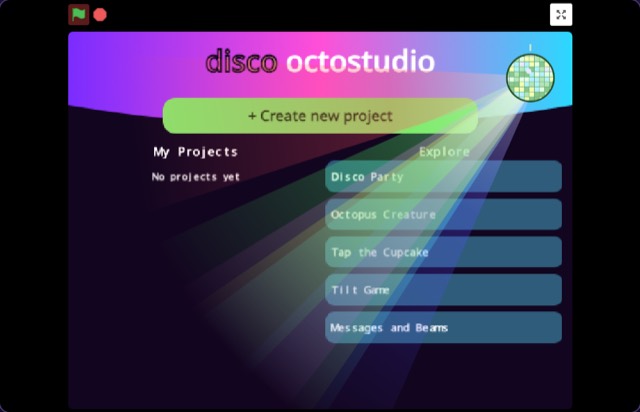 disco octostudio
+ Create new project
My Projects
No projects yet
Explore
Disco Party
Octopus Creature
Tap the Cupcake
Tilt Game
Messages and Beams